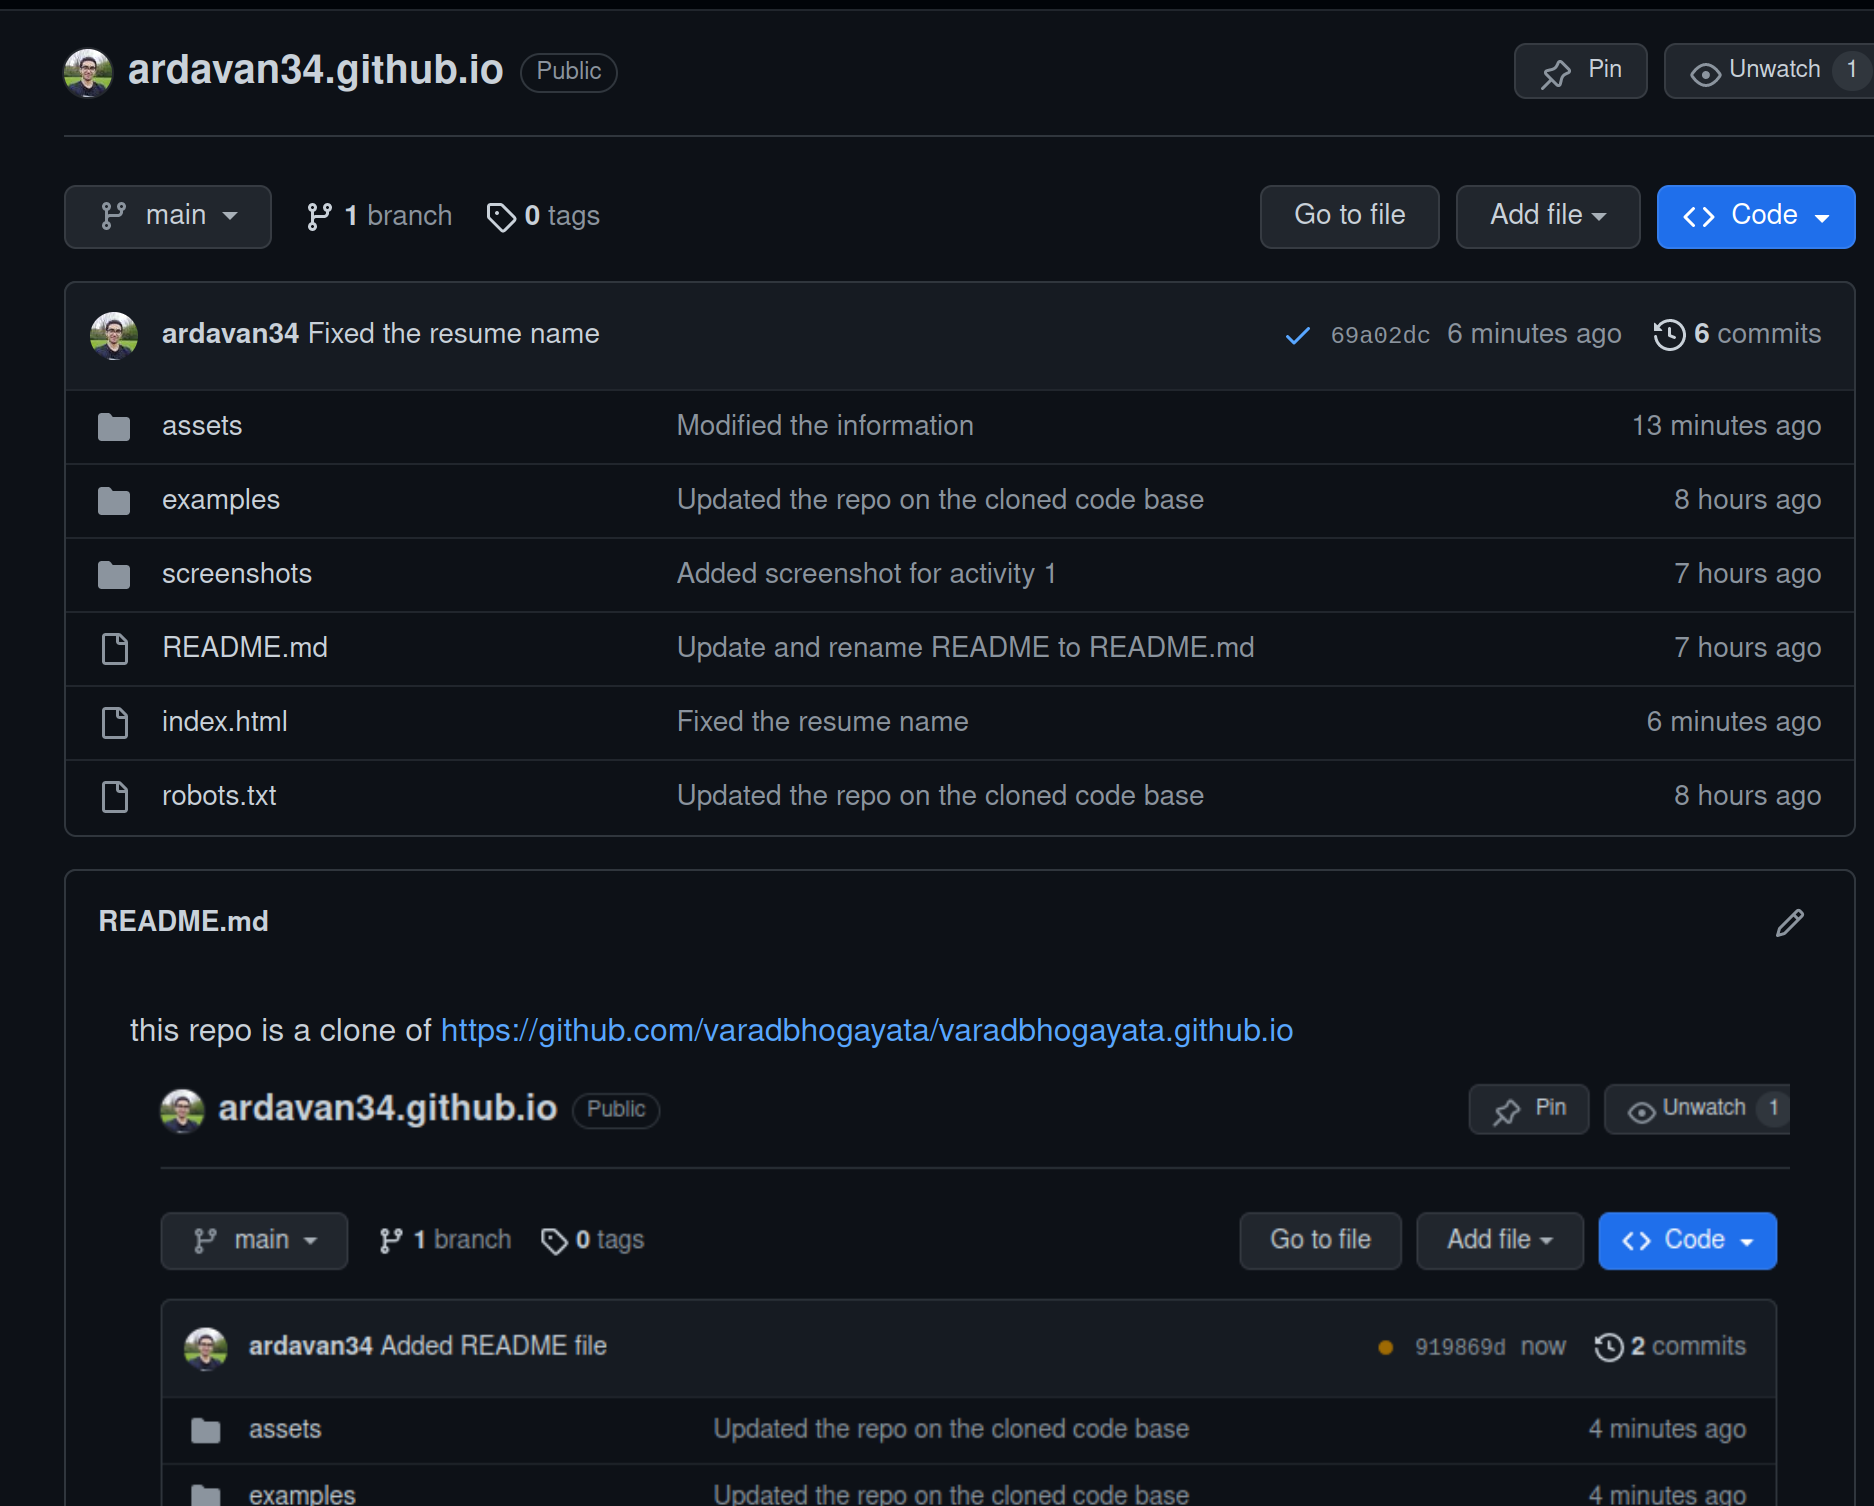 ardavan34.github.io Public Pin Unwatch 1
main 1 branch 0 tags Go to file Add file Code
ardavan34 Fixed the resume name 69a02dc 6 minutes ago 6 commits
assets Modified the information 13 minutes ago
examples Updated the repo on the cloned code base 8 hours ago
screenshots Added screenshot for activity 1 7 hours ago
README.md Update and rename README to README.md 7 hours ago
index.html Fixed the resume name 6 minutes ago
robots.txt Updated the repo on the cloned code base 8 hours ago
README.md
this repo is a clone of https://github.com/varadbhogayata/varadbhogayata.github.io
ardavan34.github.io Public Pin Unwatch 1
main 1 branch 0 tags Go to file Add file Code
ardavan34 Added README file 919869d now 2 commits
assets Updated the repo on the cloned code base 4 minutes ago
examples Updated the repo on the cloned code base 4 minutes ago